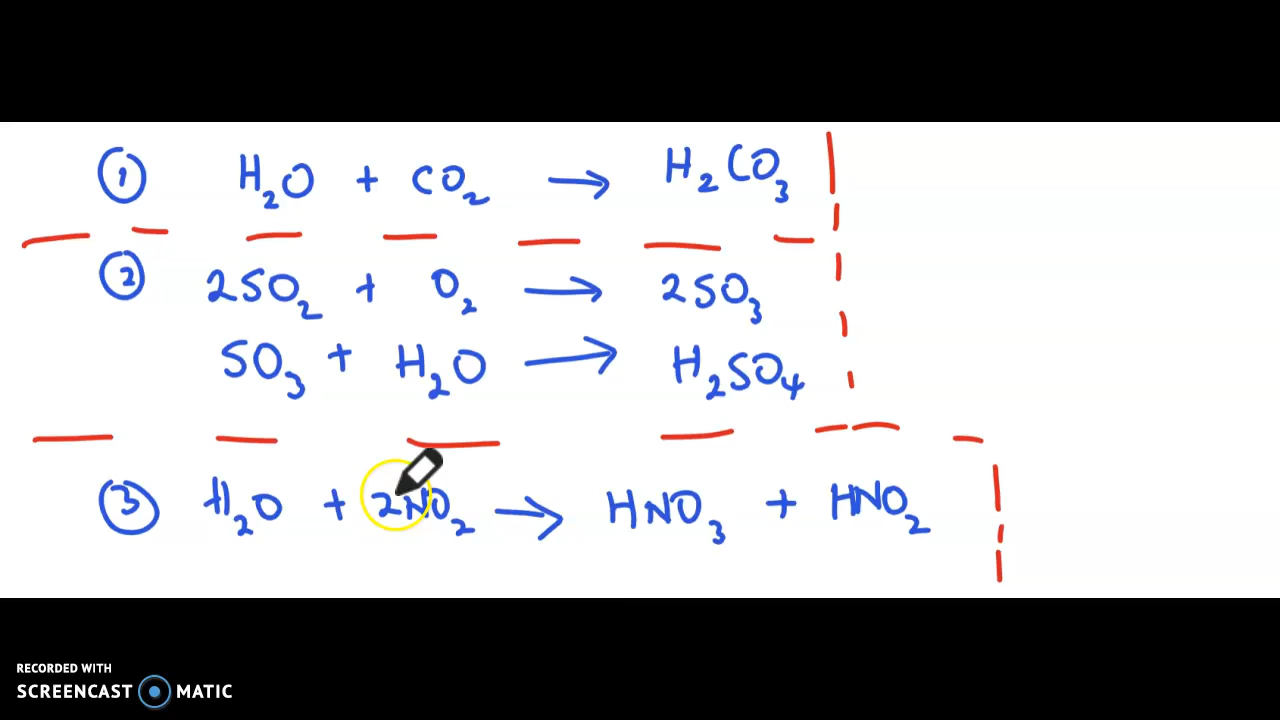 ① H₂O + CO₂ → H₂CO₃
② 2SO₂ + O₂ → 2SO₃
SO₃ + H₂O → H₂SO₄
③ H₂O + 2NO₂ → HNO₃ + HNO₂
RECORDED WITH
SCREENCAST MATIC